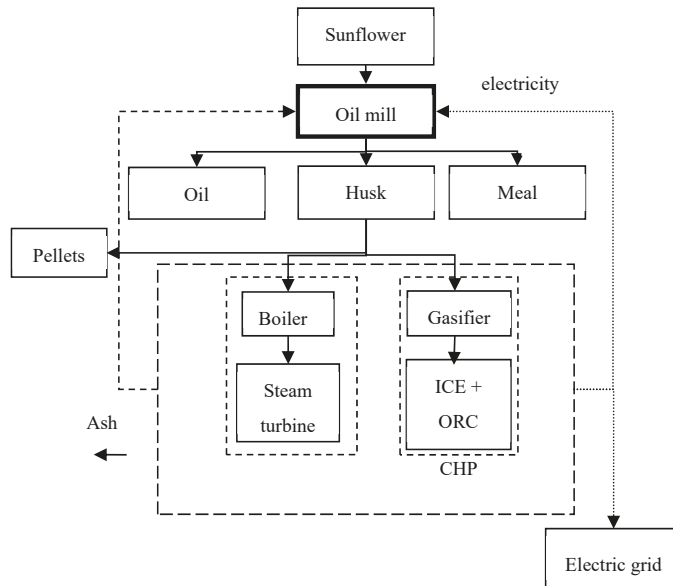 Sunflower
electricity
Oil mill
Oil
Husk
Meal
Pellets
Boiler
Gasifier
Steam
turbine
ICE +
ORC
Ash
CHP
Electric grid